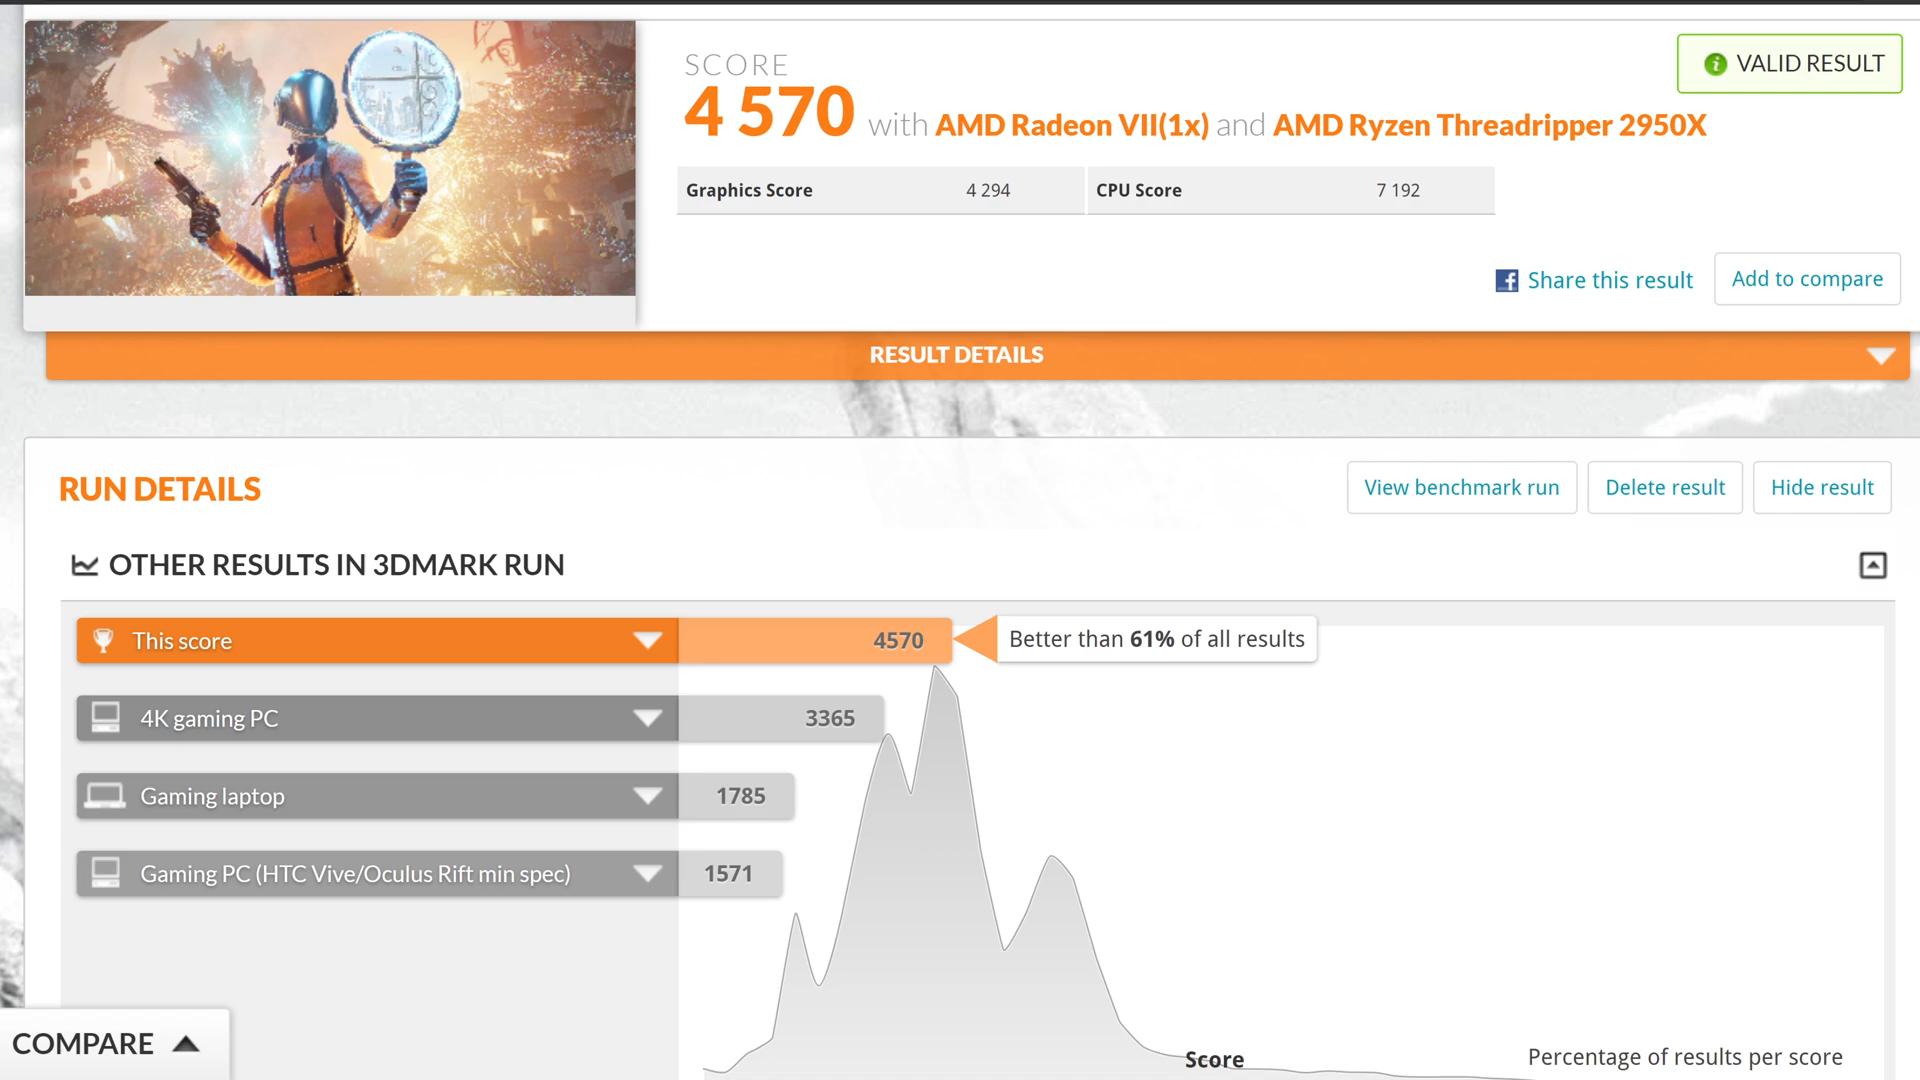 SCORE
4 570 with AMD Radeon VII(1x) and AMD Ryzen Threadripper 2950X
VALID RESULT
Graphics Score 4 294 CPU Score 7 192
Share this result
Add to compare
RESULT DETAILS
RUN DETAILS
View benchmark run
Delete result
Hide result
OTHER RESULTS IN 3DMARK RUN
This score 4570
Better than 61% of all results
4K gaming PC 3365
Gaming laptop 1785
Gaming PC (HTC Vive/Oculus Rift min spec) 1571
COMPARE
Score
Percentage of results per score